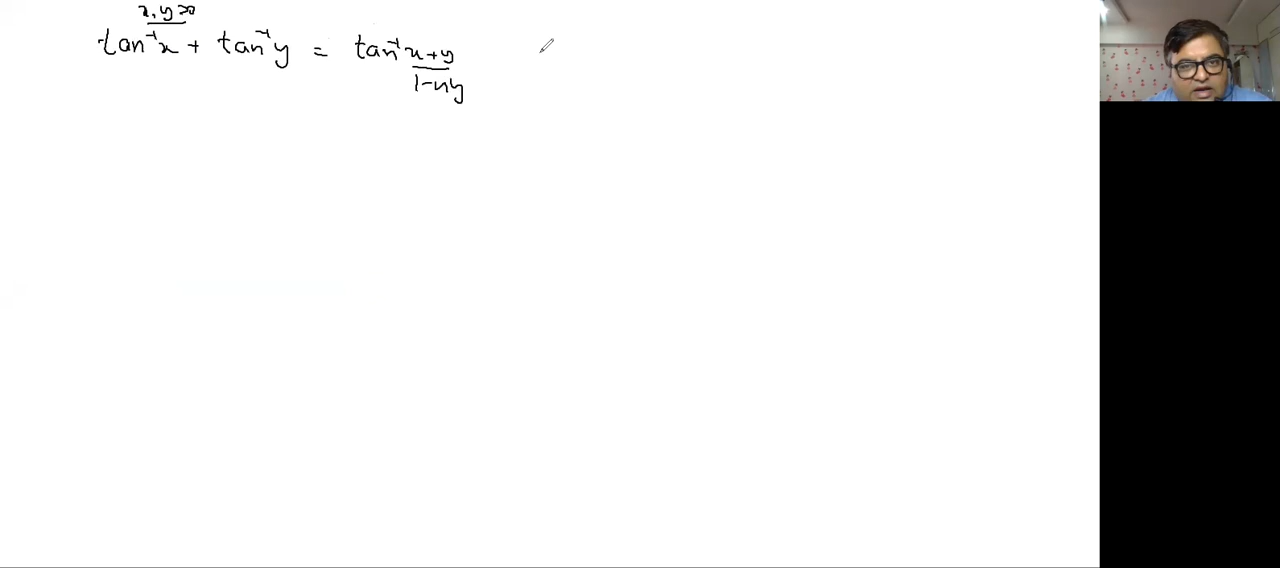 x, y > 0
tan⁻¹x + tan⁻¹y = tan⁻¹ x+y
1-xy